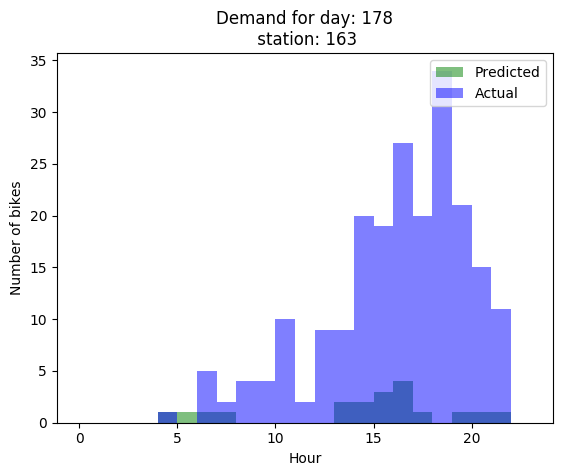 Demand for day: 178
station: 163
35
30
25
20
15
10
5
0
Number of bikes
Predicted
Actual
0 5 10 15 20
Hour